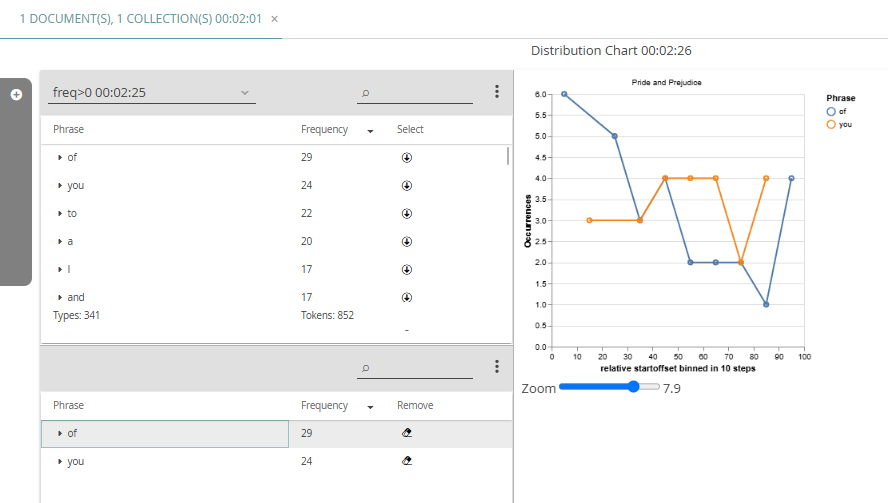 1 DOCUMENT(S), 1 COLLECTION(S) 00:02:01 ×
Distribution Chart 00:02:26
freq>0 00:02:25
Phrase Frequency Select
of 29
you 24
to 22
a 20
I 17
and 17
Types: 341 Tokens: 852
Phrase Frequency Remove
of 29
you 24
Pride and Prejudice
6.0
5.5
5.0
4.5
4.0
3.5
3.0
2.5
2.0
1.5
1.0
0.5
0.0
Occurrences
0 10 20 30 40 50 60 70 80 90 100
relative startoffset binned in 10 steps
Phrase
of
you
Zoom 7.9